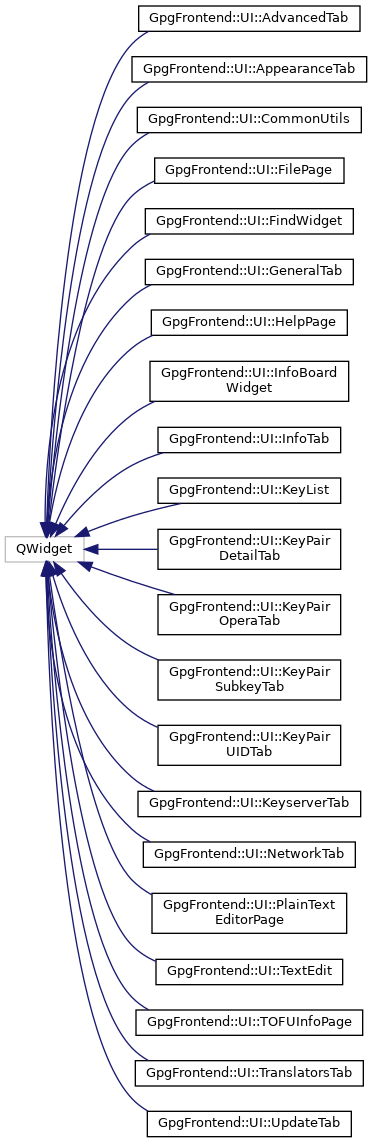 GpgFrontend::UI::AdvancedTab
GpgFrontend::UI::AppearanceTab
GpgFrontend::UI::CommonUtils
GpgFrontend::UI::FilePage
GpgFrontend::UI::FindWidget
GpgFrontend::UI::GeneralTab
GpgFrontend::UI::HelpPage
GpgFrontend::UI::InfoBoard
Widget
GpgFrontend::UI::InfoTab
GpgFrontend::UI::KeyList
QWidget
GpgFrontend::UI::KeyPair
DetailTab
GpgFrontend::UI::KeyPair
OperaTab
GpgFrontend::UI::KeyPair
SubkeyTab
GpgFrontend::UI::KeyPair
UIDTab
GpgFrontend::UI::KeyserverTab
GpgFrontend::UI::NetworkTab
GpgFrontend::UI::PlainText
EditorPage
GpgFrontend::UI::TextEdit
GpgFrontend::UI::TOFUInfoPage
GpgFrontend::UI::TranslatorsTab
GpgFrontend::UI::UpdateTab